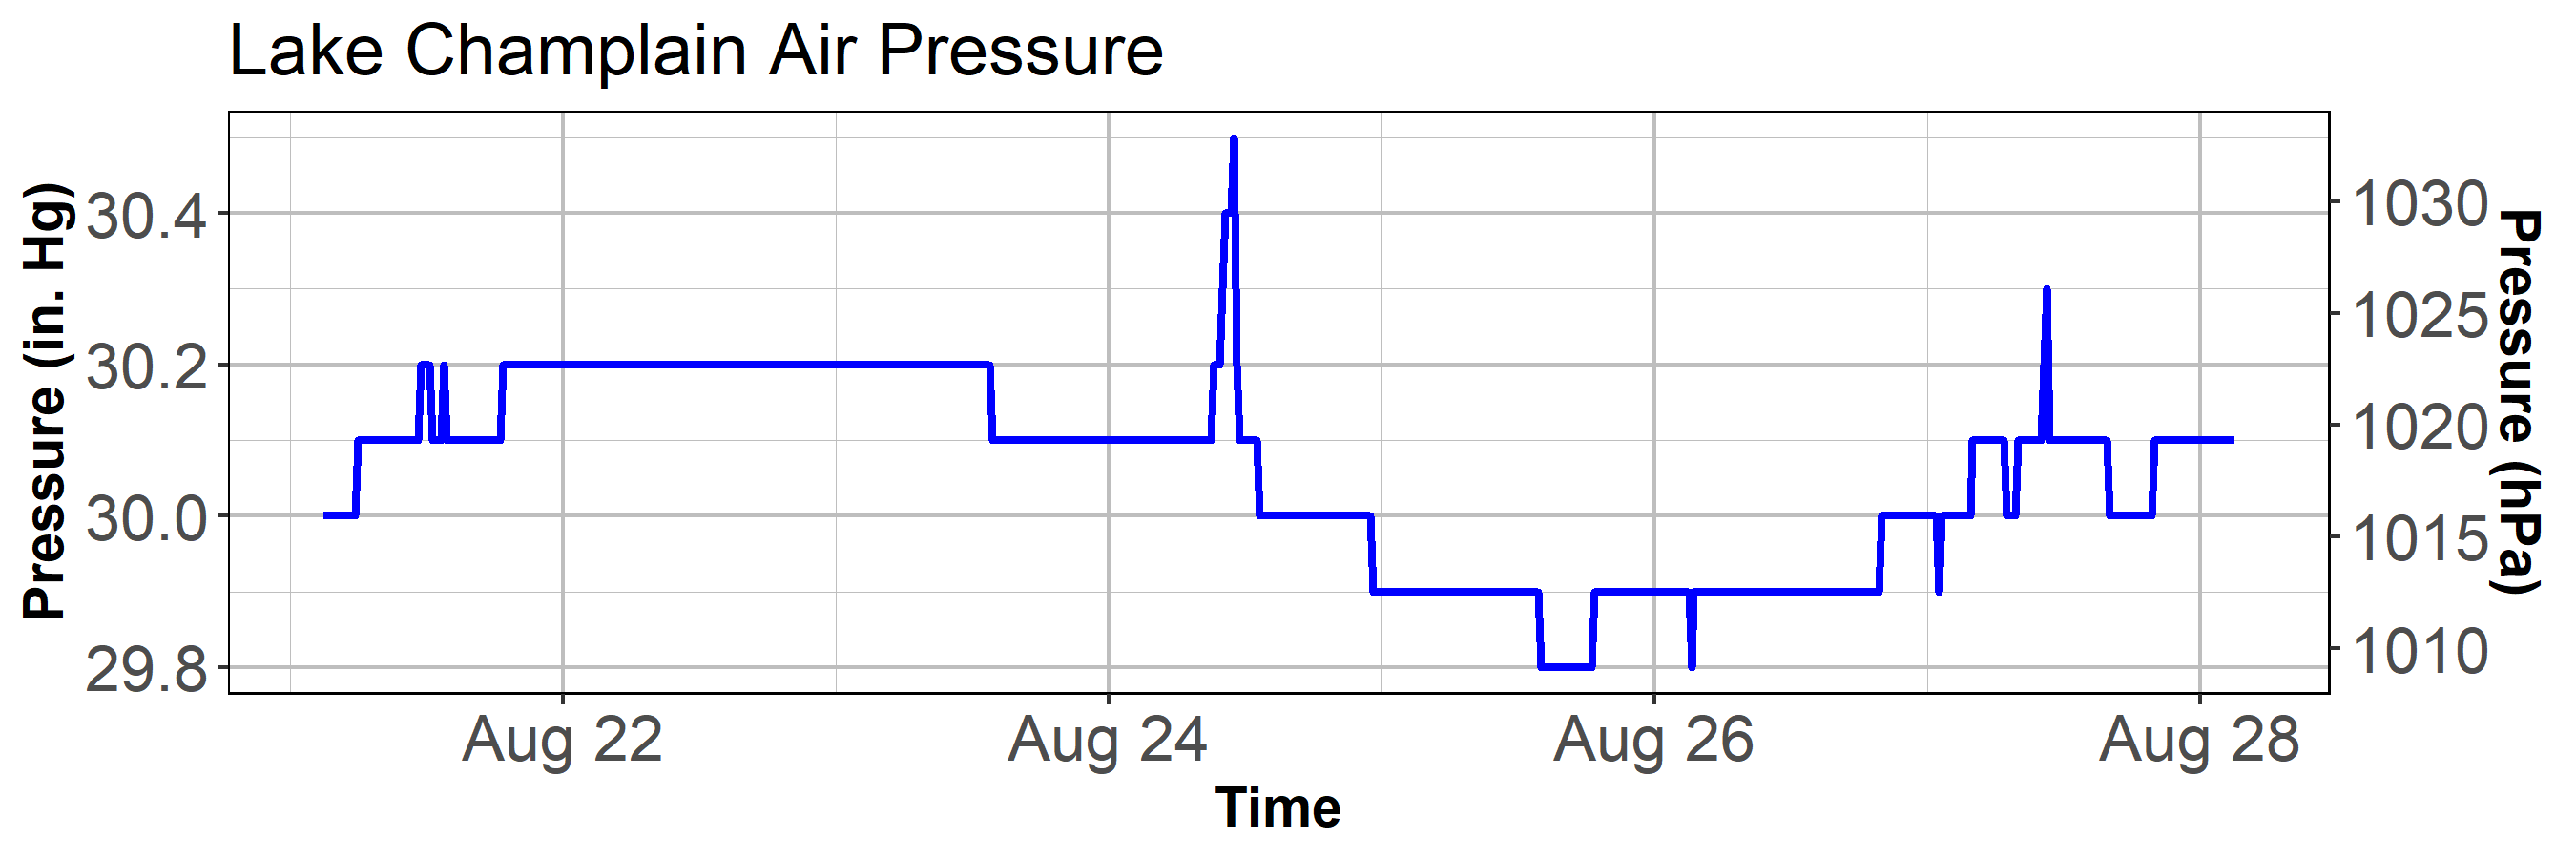 Lake Champlain Air Pressure
Pressure (in. Hg)
30.4
30.2
30.0
29.8
1030
1025
1020
1015
1010
Pressure (hPa)
Aug 22 Aug 24 Aug 26 Aug 28
Time